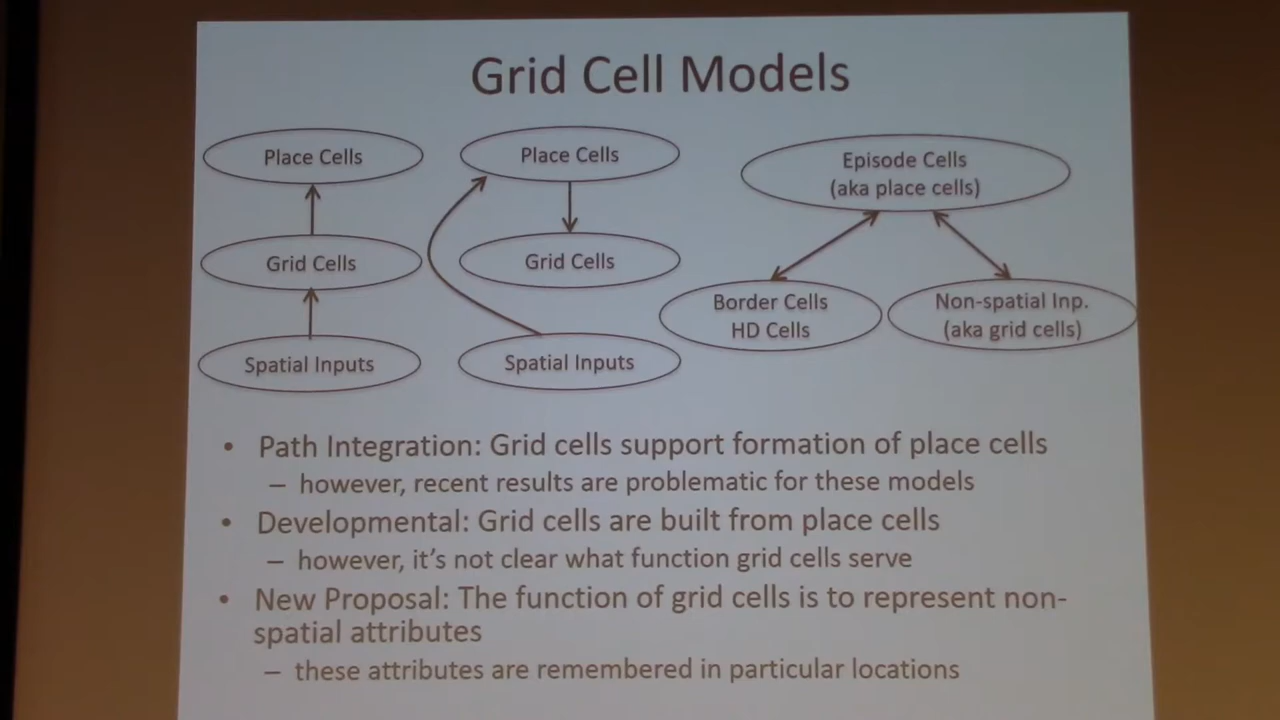 Grid Cell Models
Place Cells
Grid Cells
Spatial Inputs
Place Cells
Grid Cells
Spatial Inputs
Episode Cells
(aka place cells)
Border Cells
HD Cells
Non-spatial Inp.
(aka grid cells)
• Path Integration: Grid cells support formation of place cells
– however, recent results are problematic for these models
• Developmental: Grid cells are built from place cells
– however, it's not clear what function grid cells serve
• New Proposal: The function of grid cells is to represent non-
spatial attributes
– these attributes are remembered in particular locations